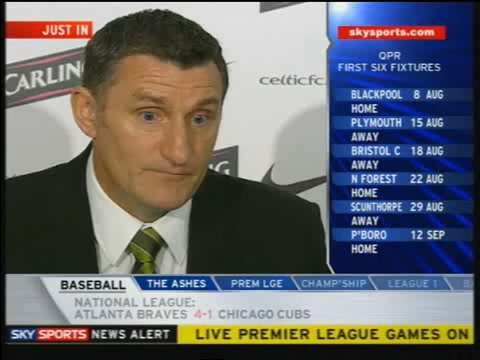 JUST IN
skysports.com
CARLING
celticfc.
QPR
FIRST SIX FIXTURES
BLACKPOOL 8 AUG
HOME
PLYMOUTH 15 AUG
AWAY
BRISTOL C 18 AUG
AWAY
N FOREST 22 AUG
HOME
SCUNTHORPE 29 AUG
AWAY
P'BORO 12 SEP
HOME
BASEBALL THE ASHES PREM LGE CHAMP'SHIP LEAGUE 1
NATIONAL LEAGUE:
ATLANTA BRAVES 4-1 CHICAGO CUBS
SKY SPORTS NEWS ALERT LIVE PREMIER LEAGUE GAMES ON